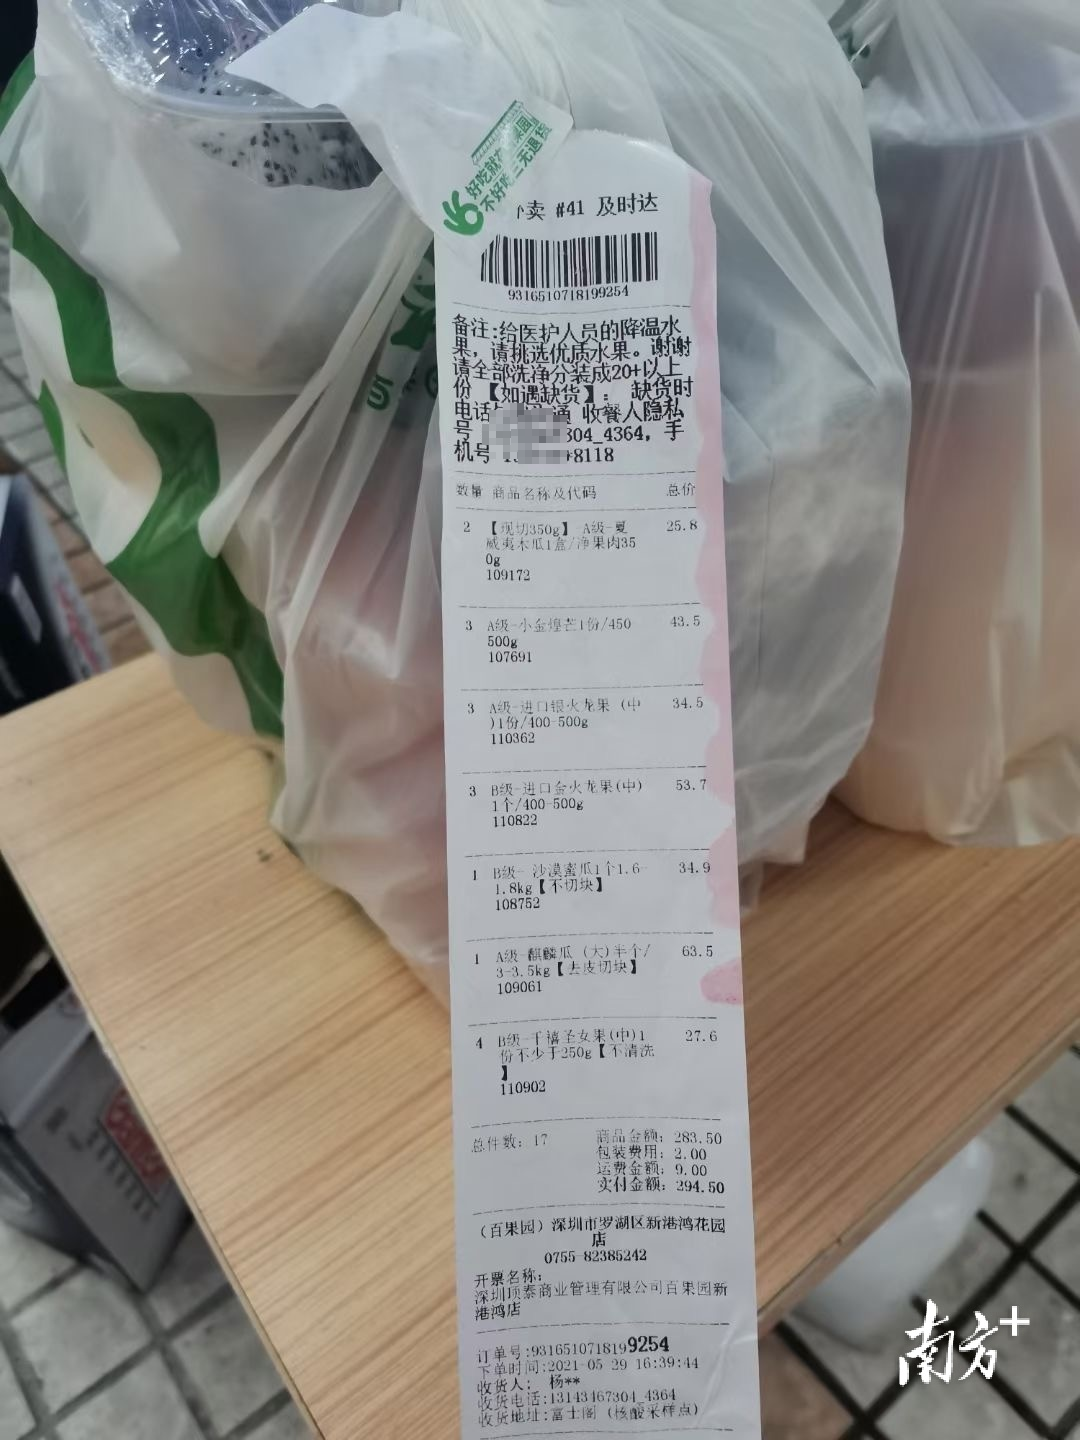 好吃就在百果园
不好吃三无退货
外卖 #41 及时达
9316510718199254
备注:给医护人员的降温水
果,请挑选优质水果。谢谢
请全部洗净分装成20+以上
份 【如遇缺货】: 缺货时
电话与 通 收餐人隐私
号 304_4364, 手
机号 1 *8118
数量 商品名称及代码 总价
2 【现切350g】-A级-夏 25.8
威夷木瓜1盒/净果肉35
0g
109172
3 A级-小金煌芒1份/450 43.5
500g
107691
3 A级-进口银火龙果 (中 34.5
)1份/400-500g
110362
3 B级-进口金火龙果(中) 53.7
1个/400-500g
110822
1 B级- 沙漠蜜瓜1个1.6- 34.9
1.8kg【不切块】
108752
1 A级-麒麟瓜 (大)半个/ 63.5
3-3.5kg【去皮切块】
109061
4 B级-千禧圣女果(中)1 27.6
份不少于250g【不清洗
】
110902
总件数: 17 商品金额: 283.50
包装费用: 2.00
运费金额: 9.00
实付金额: 294.50
(百果园) 深圳市罗湖区新港鸿花园
店
0755-82385242
开票名称:
深圳顶泰商业管理有限公司百果园新
港鸿店
订单号:9316510718199254
下单时间:2021-05-29 16:39:44
收货人: 杨**
收货电话:13143467304_4364
收货地址:富士阁 (核酸采样点)
南方+